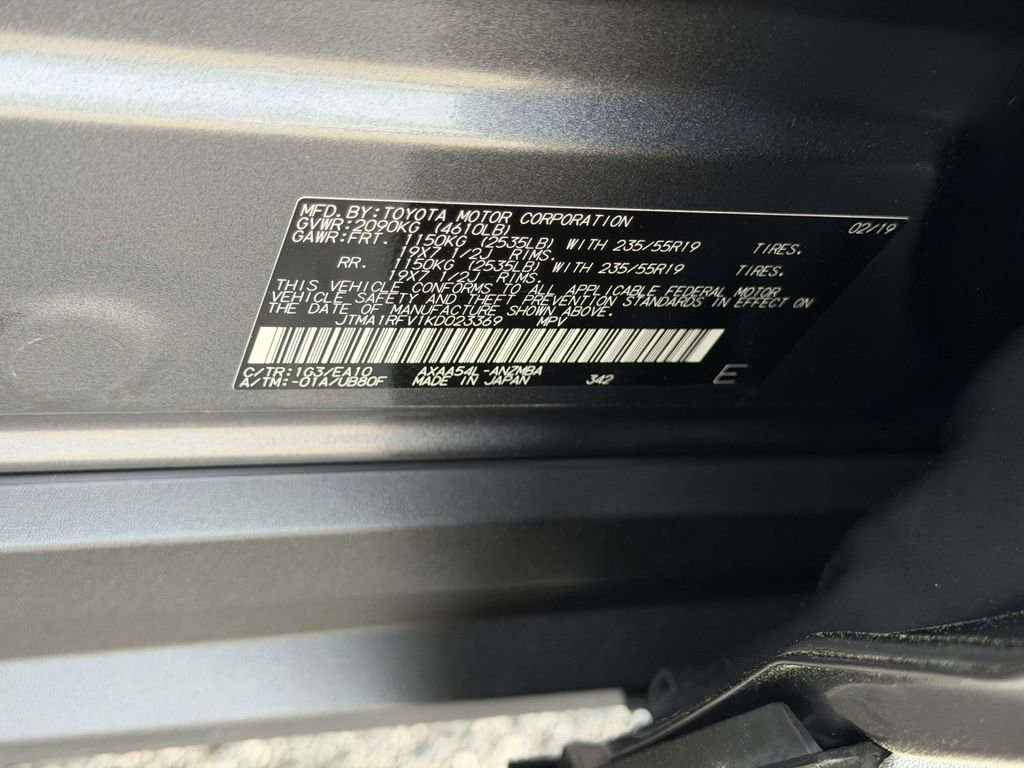 MFD. BY: TOYOTA MOTOR CORPORATION 02/19
GVWR: 2090KG (4610LB)
GAWR: FRT. 1150KG (2535LB) WITH 235/55R19 TIRES.
19X7 1/2J RIMS.
RR. 1150KG (2535LB) WITH 235/55R19 TIRES.
19X7 1/2J RIMS.
THIS VEHICLE CONFORMS TO ALL APPLICABLE FEDERAL MOTOR
VEHICLE SAFETY AND THEFT PREVENTION STANDARDS IN EFFECT ON
THE DATE OF MANUFACTURE SHOWN ABOVE.
JTMA1RFV1KD023369 MPV
C/TR: 1G3/EA10 AXAA54L-ANZMBA
A/TM: -01A/UB80F MADE IN JAPAN 342 E